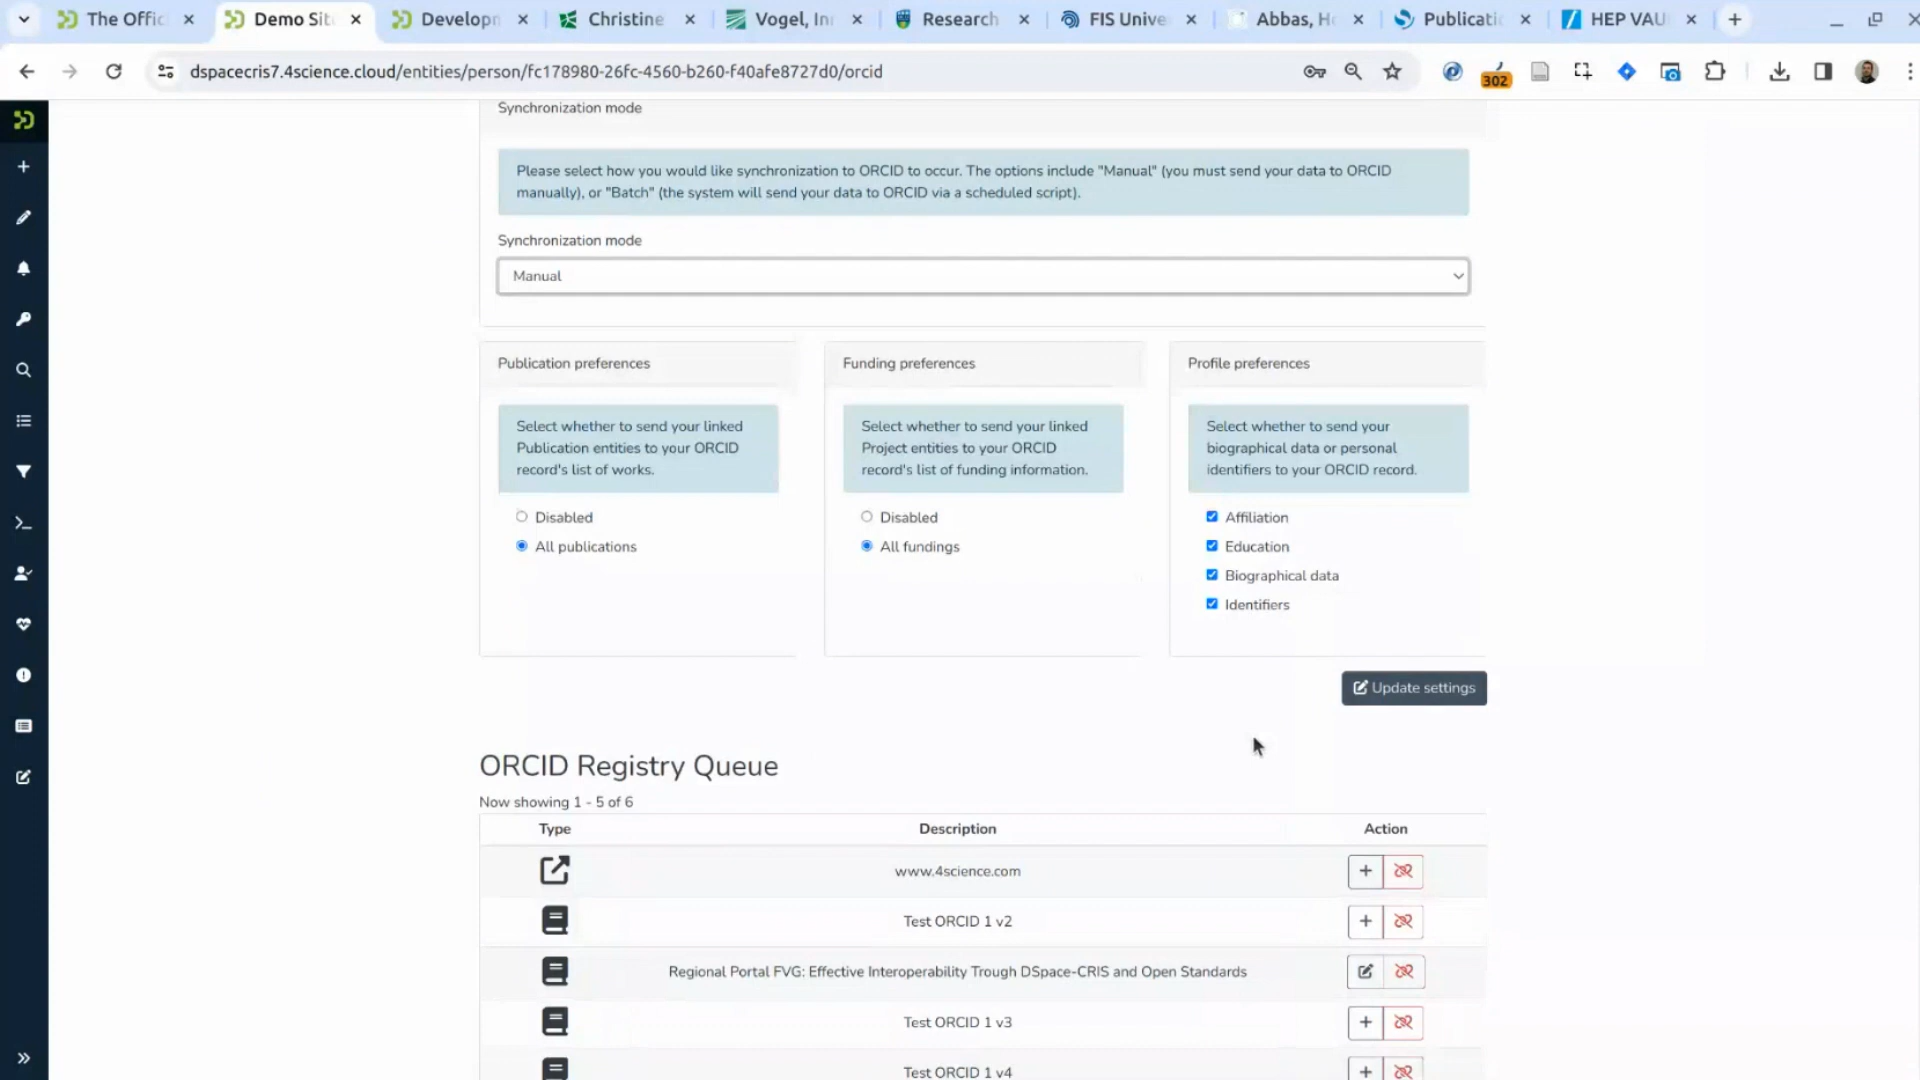 The Offic
Demo Sit
Developn
Christine
Vogel, Inn
Research
FIS Unive
Abbas, H
Publicati
HEP VAU
dspacecris7.4science.cloud/entities/person/fc178980-26fc-4560-b260-f40afe8727d0/orcid
302
Synchronization mode
Please select how you would like synchronization to ORCID to occur. The options include "Manual" (you must send your data to ORCID
manually), or "Batch" (the system will send your data to ORCID via a scheduled script).
Synchronization mode
Manual
Publication preferences
Select whether to send your linked
Publication entities to your ORCID
record's list of works.
Disabled
All publications
Funding preferences
Select whether to send your linked
Project entities to your ORCID
record's list of funding information.
Disabled
All fundings
Profile preferences
Select whether to send your
biographical data or personal
identifiers to your ORCID record.
Affiliation
Education
Biographical data
Identifiers
Update settings
ORCID Registry Queue
Now showing 1 - 5 of 6
Type Description Action
www.4science.com
Test ORCID 1 v2
Regional Portal FVG: Effective Interoperability Trough DSpace-CRIS and Open Standards
Test ORCID 1 v3
Test ORCID 1 v4